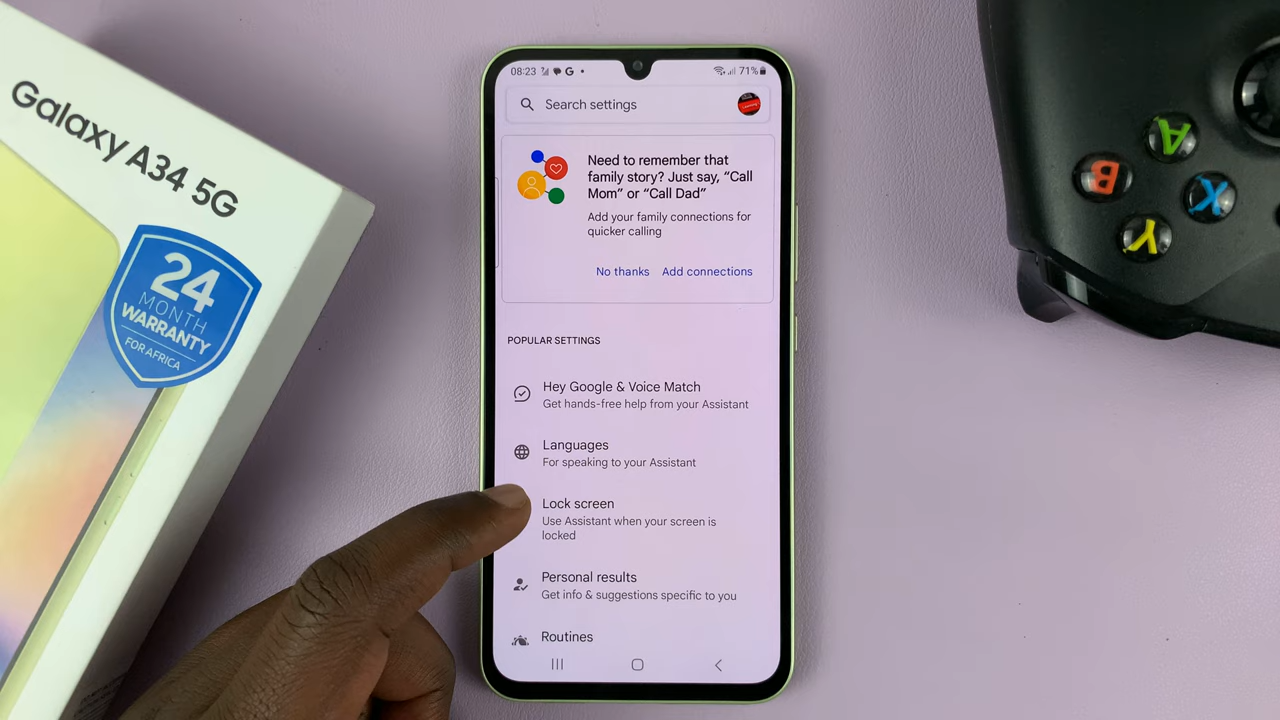 Galaxy A34 5G
24
MONTH
WARRANTY
FOR AFRICA
08:23
71%
Search settings
Need to remember that
family story? Just say, “Call
Mom” or “Call Dad”
Add your family connections for
quicker calling
No thanks
Add connections
POPULAR SETTINGS
Hey Google & Voice Match
Get hands-free help from your Assistant
Languages
For speaking to your Assistant
Lock screen
Use Assistant when your screen is
locked
Personal results
Get info & suggestions specific to you
Routines
A
B
X
Y